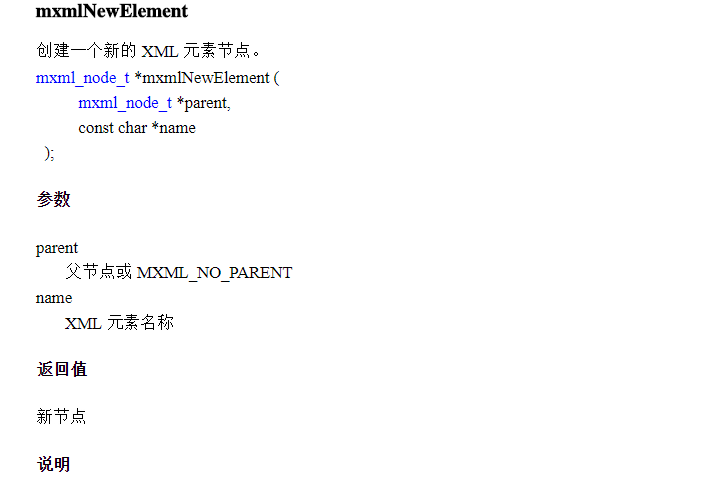 mxmlNewElement
创建一个新的 XML 元素节点。
mxml_node_t *mxmlNewElement (
mxml_node_t *parent,
const char *name
);
参数
parent
父节点或 MXML_NO_PARENT
name
XML 元素名称
返回值
新节点
说明